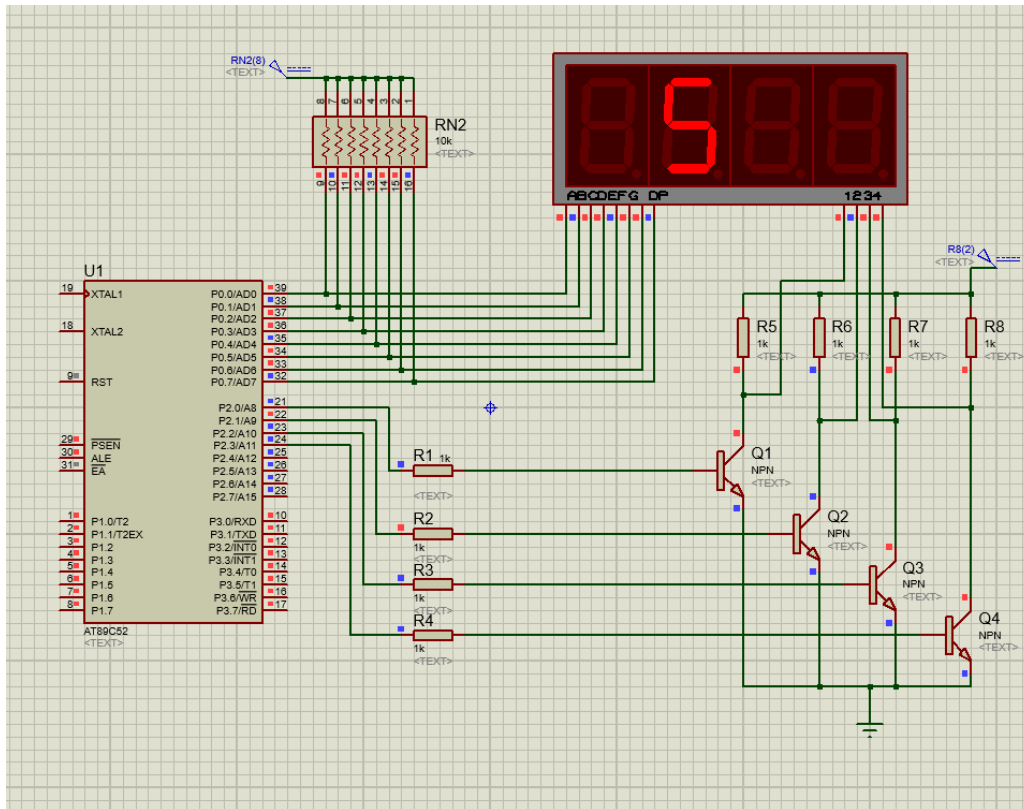 RN2(8)
<TEXT>
8 7 6 5 4 3 2 1
RN2
10k
<TEXT>
9 10 11 12 13 14 15 16
5
ABCDEFG DP
1234
R8(2)
<TEXT>
U1
19 XTAL1
18 XTAL2
9 RST
29 PSEN
30 ALE
31 EA
1 P1.0/T2
2 P1.1/T2EX
3 P1.2
4 P1.3
5 P1.4
6 P1.5
7 P1.6
8 P1.7
P0.0/AD0 39
P0.1/AD1 38
P0.2/AD2 37
P0.3/AD3 36
P0.4/AD4 35
P0.5/AD5 34
P0.6/AD6 33
P0.7/AD7 32
P2.0/A8 21
P2.1/A9 22
P2.2/A10 23
P2.3/A11 24
P2.4/A12 25
P2.5/A13 26
P2.6/A14 27
P2.7/A15 28
P3.0/RXD 10
P3.1/TXD 11
P3.2/INT0 12
P3.3/INT1 13
P3.4/T0 14
P3.5/T1 15
P3.6/WR 16
P3.7/RD 17
AT89C52
<TEXT>
R5
1k
<TEXT>
R6
1k
<TEXT>
R7
1k
<TEXT>
R8
1k
<TEXT>
R1 1k
<TEXT>
R2
1k
<TEXT>
R3
1k
<TEXT>
R4
1k
<TEXT>
Q1
NPN
<TEXT>
Q2
NPN
<TEXT>
Q3
NPN
<TEXT>
Q4
NPN
<TEXT>